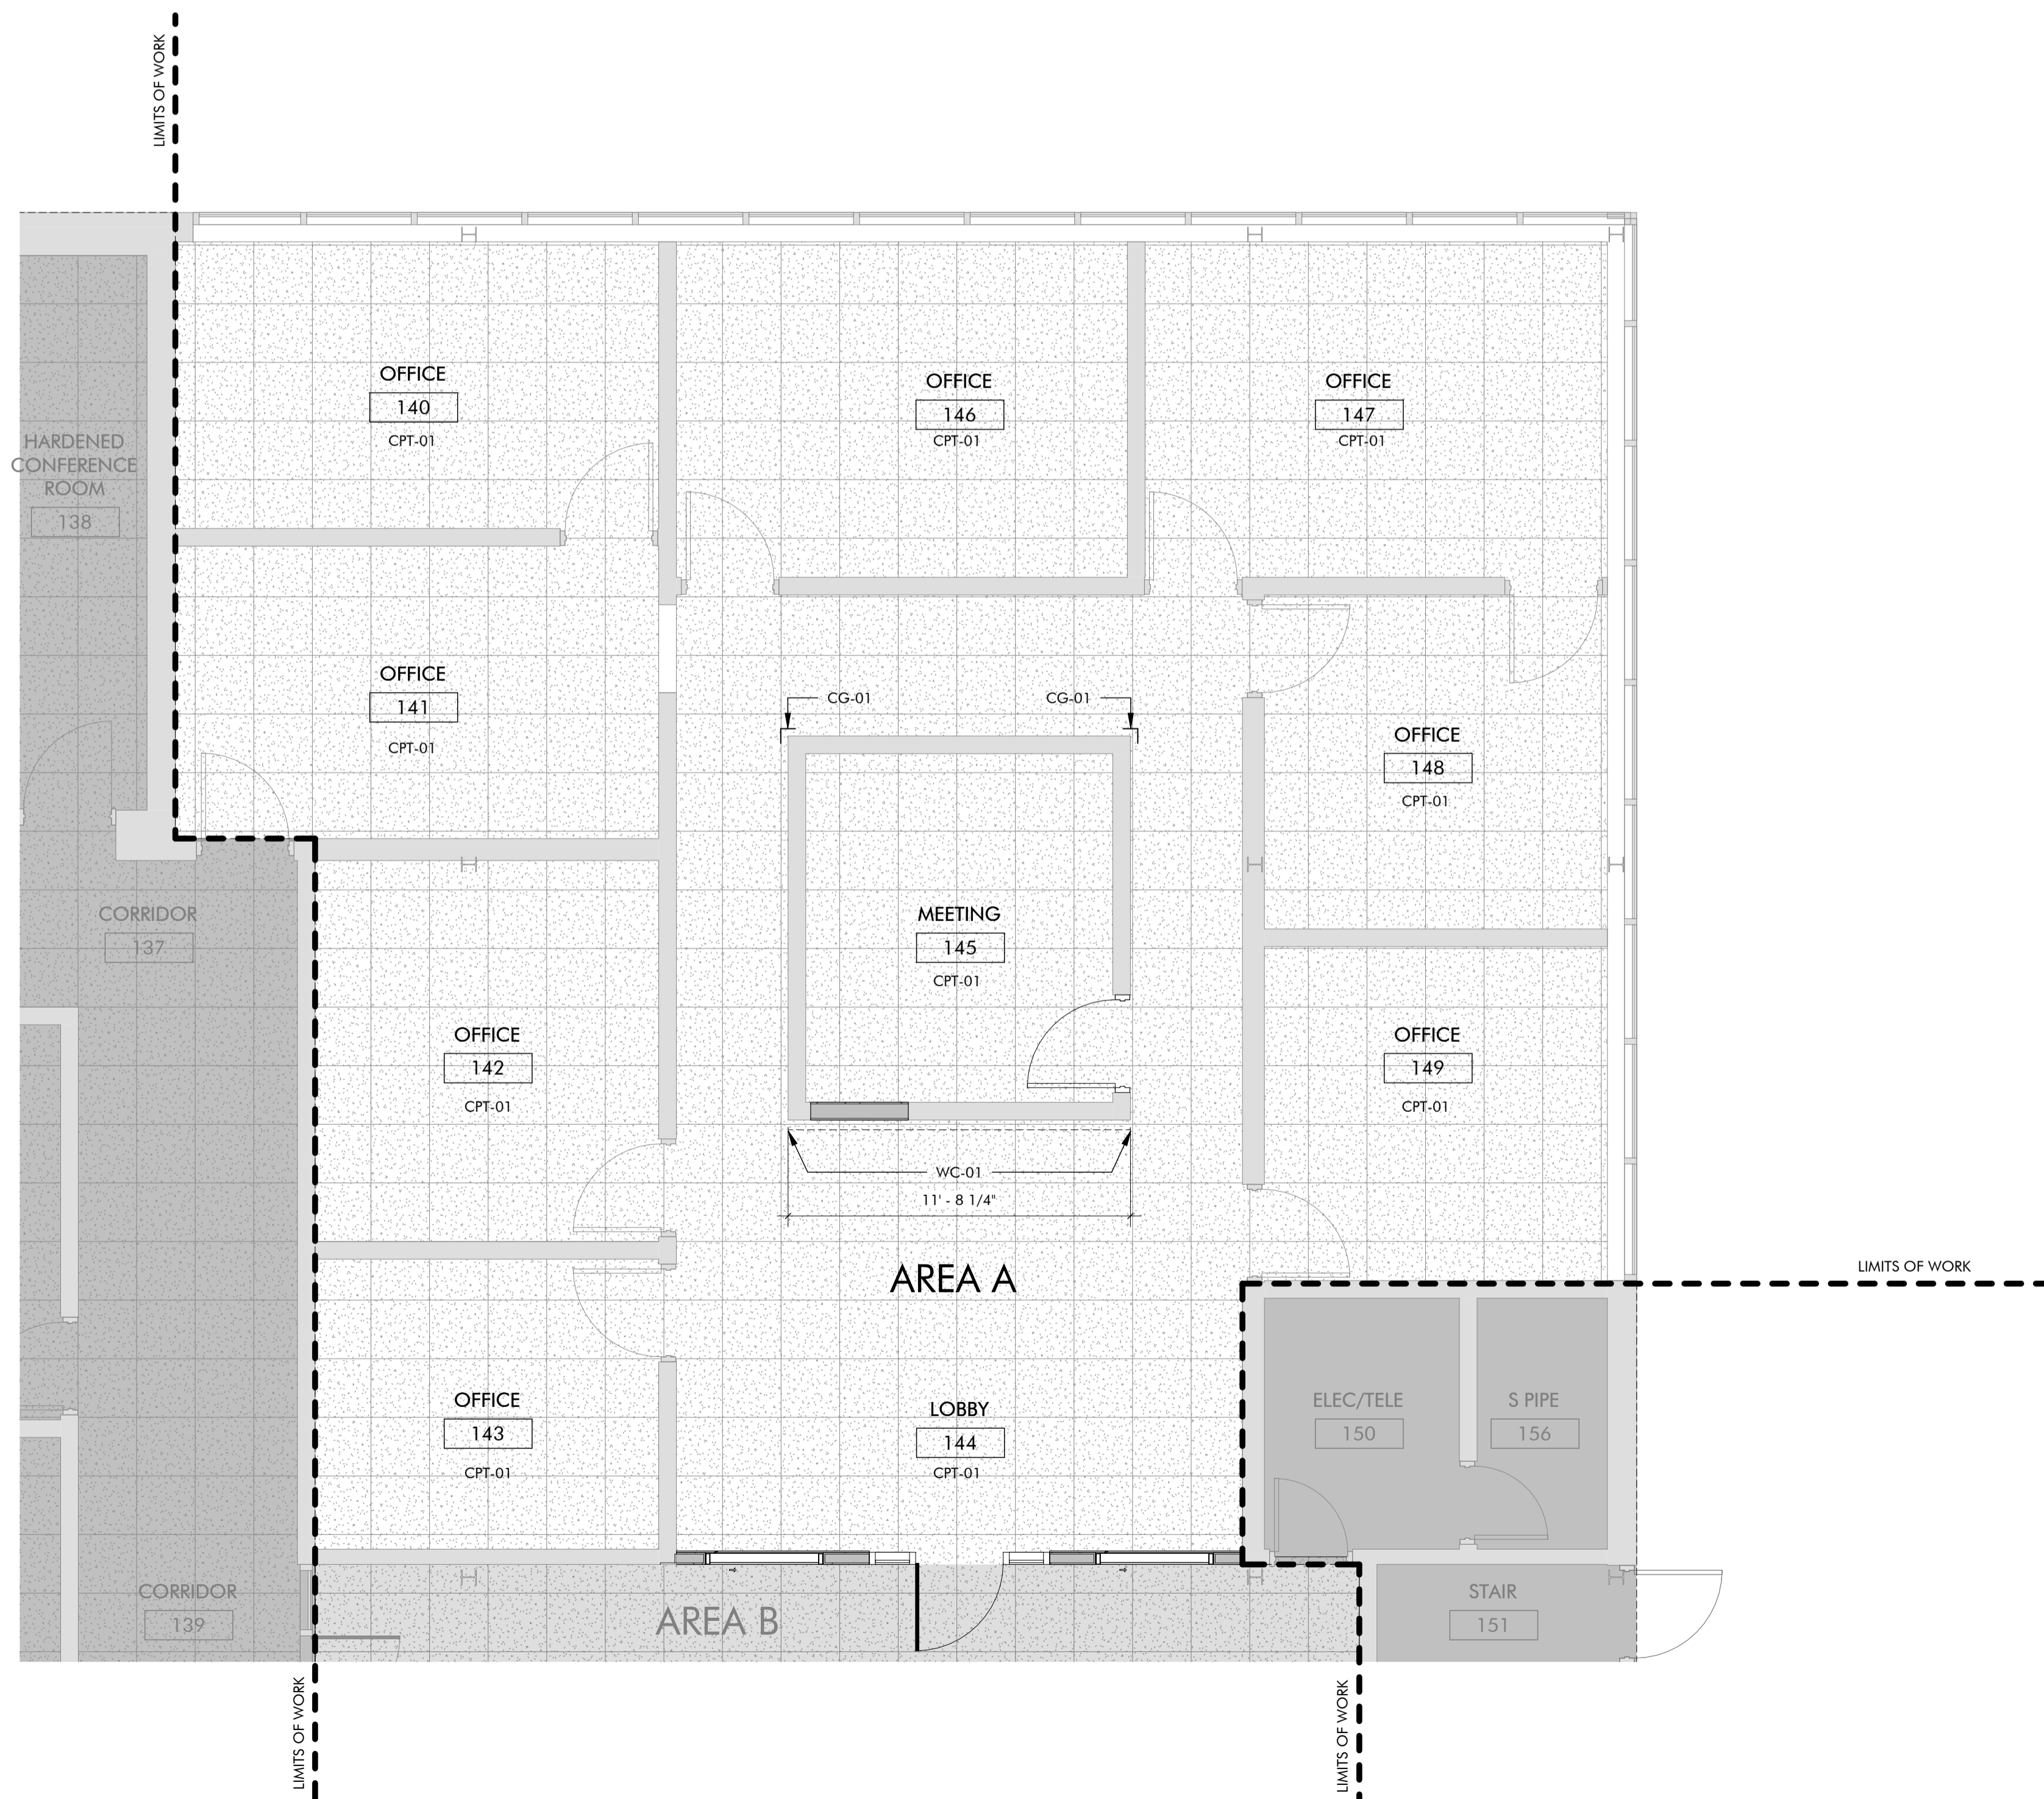 LIMITS OF WORK
OFFICE
140
CPT-01
OFFICE
146
CPT-01
OFFICE
147
CPT-01
HARDENED
CONFERENCE
ROOM
138
OFFICE
141
CPT-01
CG-01
CG-01
OFFICE
148
CPT-01
CORRIDOR
137
MEETING
145
CPT-01
OFFICE
142
CPT-01
OFFICE
149
CPT-01
WC-01
11' - 8 1/4"
AREA A
LIMITS OF WORK
OFFICE
143
CPT-01
LOBBY
144
CPT-01
ELEC/TELE
150
S PIPE
156
CORRIDOR
139
AREA B
STAIR
151
LIMITS OF WORK
LIMITS OF WORK